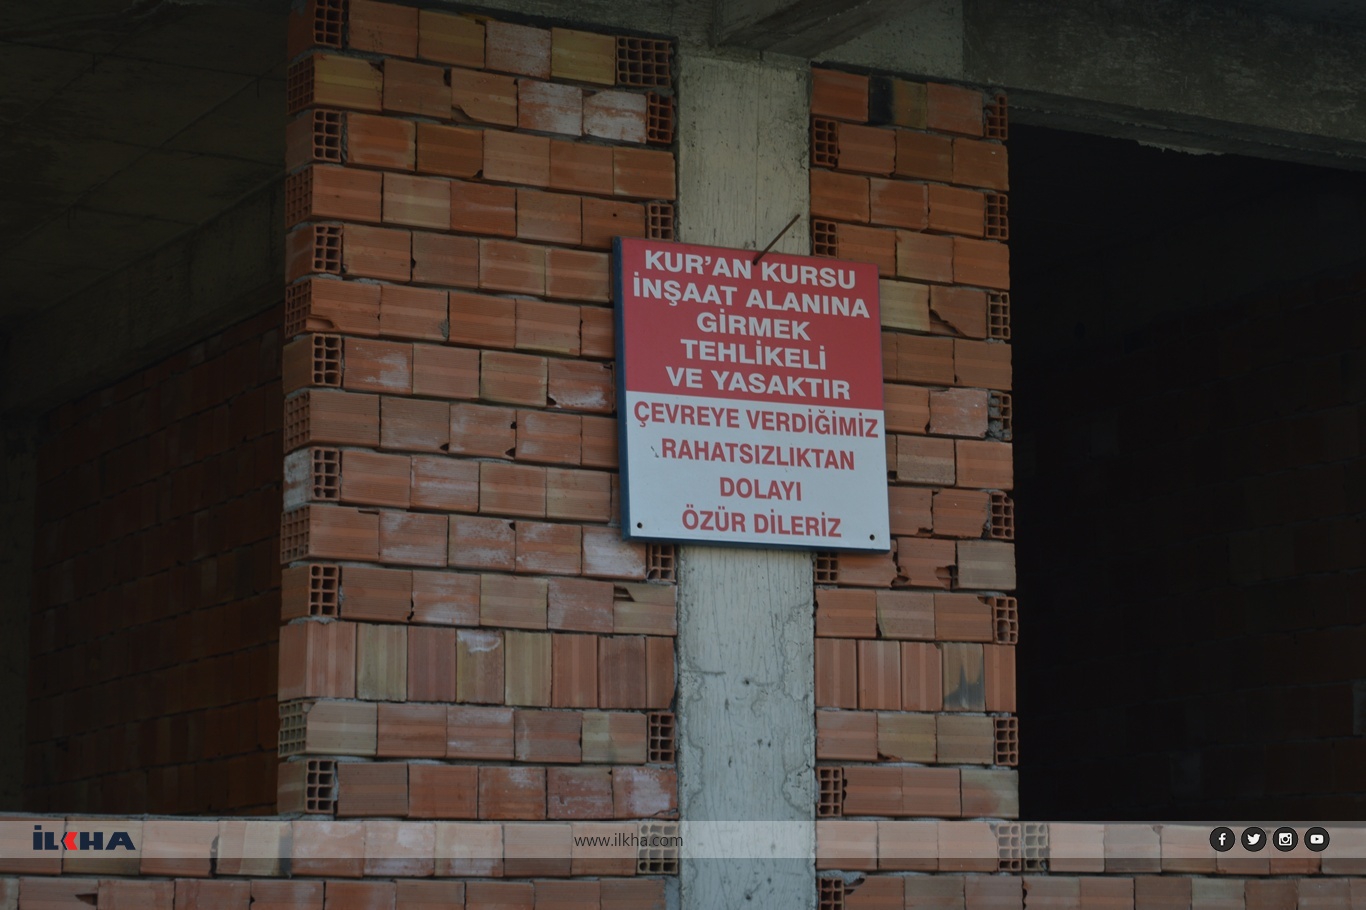 KUR'AN KURSU
İNŞAAT ALANINA
GİRMEK
TEHLİKELİ
VE YASAKTIR
ÇEVREYE VERDİĞİMİZ
RAHATSIZLIKTAN
DOLAYI
ÖZÜR DİLERİZ
İLKHA www.ilkha.com